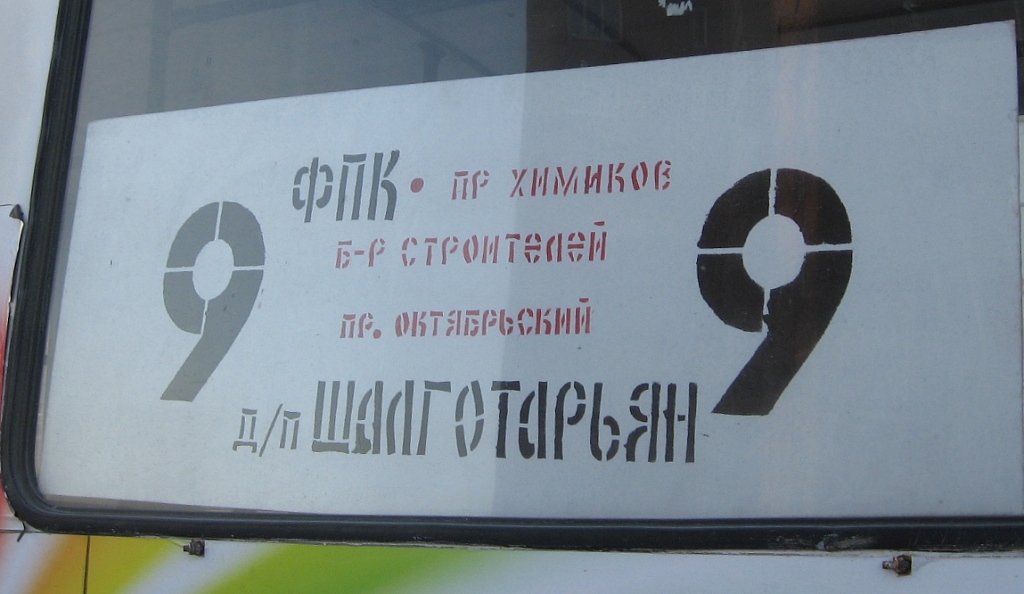 9 ФПК • ПР ХИМИКОВ 9
Б-Р СТРОИТЕЛЕЙ
ПР. ОКТЯБРЬСКИЙ
Д/П ШАЛГОТАРЬЯН